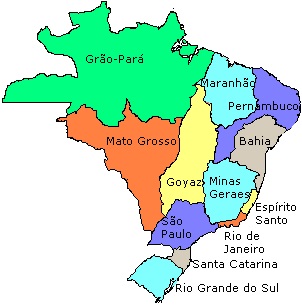 Grão-Pará
Maranhão
Pernambuco
Mato Grosso
Bahia
Goyaz
Minas
Geraes
Espírito
Santo
São
Paulo
Rio de
Janeiro
Santa Catarina
Rio Grande do Sul